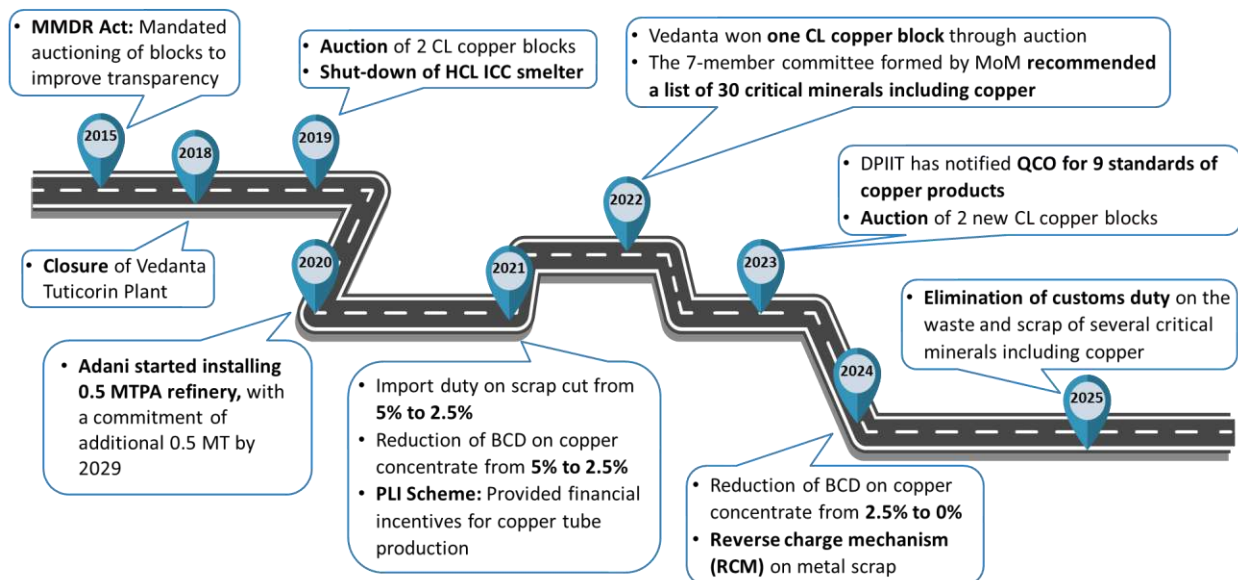 • MMDR Act: Mandated
auctioning of blocks to
improve transparency
2015
2018
• Closure of Vedanta
Tuticorin Plant
• Auction of 2 CL copper blocks
• Shut-down of HCL ICC smelter
2019
2020
• Adani started installing
0.5 MTPA refinery, with
a commitment of
additional 0.5 MT by
2029
2021
• Import duty on scrap cut from
5% to 2.5%
• Reduction of BCD on copper
concentrate from 5% to 2.5%
• PLI Scheme: Provided financial
incentives for copper tube
production
• Vedanta won one CL copper block through auction
• The 7-member committee formed by MoM recommended
a list of 30 critical minerals including copper
2022
• DPIIT has notified QCO for 9 standards of
copper products
• Auction of 2 new CL copper blocks
2023
2024
• Reduction of BCD on copper
concentrate from 2.5% to 0%
• Reverse charge mechanism
(RCM) on metal scrap
• Elimination of customs duty on the
waste and scrap of several critical
minerals including copper
2025